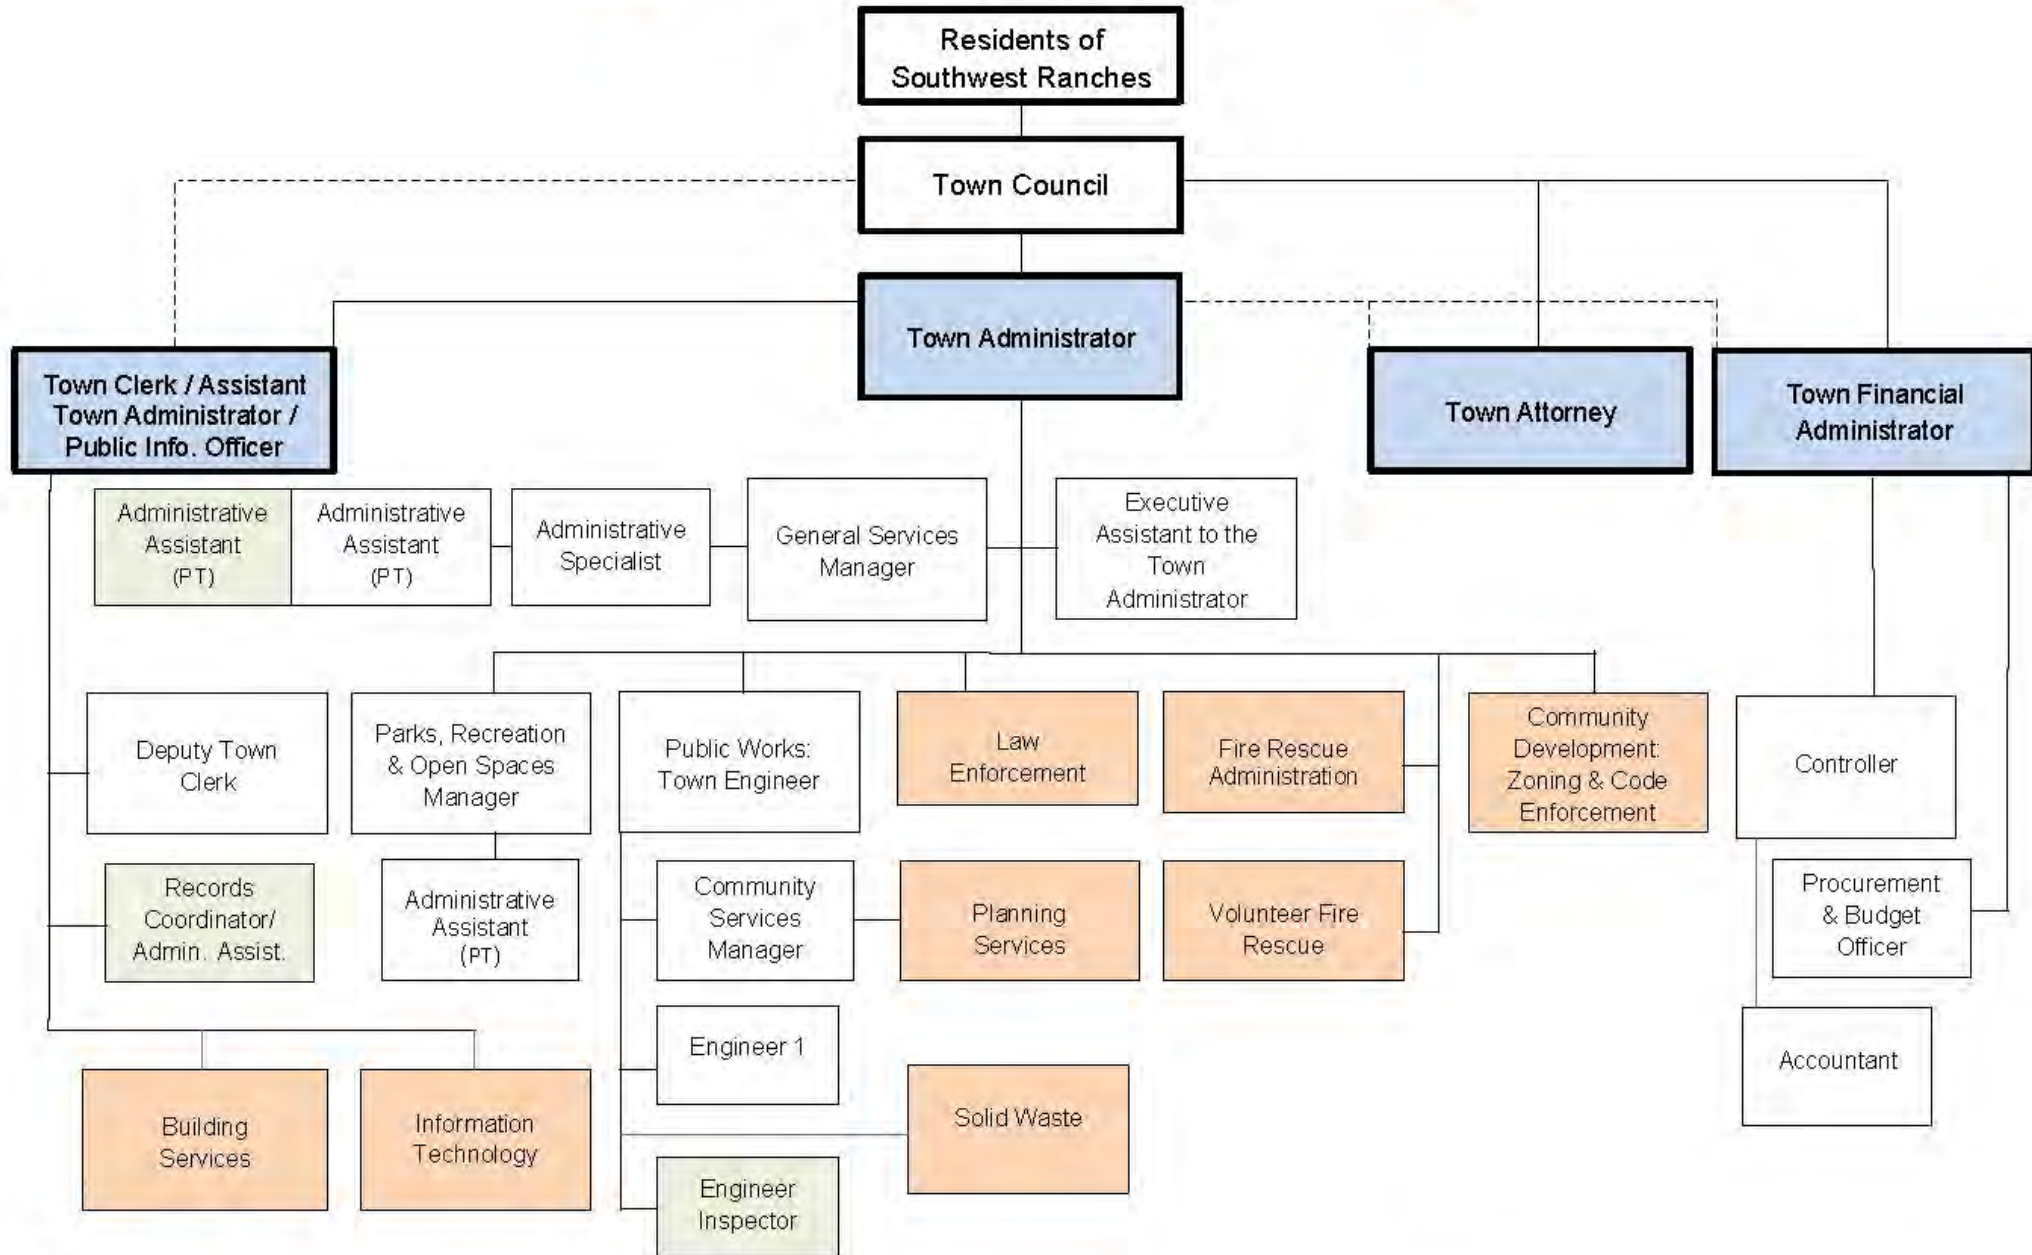 Residents of
Southwest Ranches
Town Council
Town Administrator
Town Clerk / Assistant
Town Administrator /
Public Info. Officer
Town Attorney
Town Financial
Administrator
Administrative
Assistant
(PT)
Administrative
Assistant
(PT)
Administrative
Specialist
General Services
Manager
Executive
Assistant to the
Town
Administrator
Deputy Town
Clerk
Parks, Recreation
& Open Spaces
Manager
Public Works:
Town Engineer
Law
Enforcement
Fire Rescue
Administration
Community
Development:
Zoning & Code
Enforcement
Controller
Records
Coordinator/
Admin. Assist.
Administrative
Assistant
(PT)
Community
Services
Manager
Planning
Services
Volunteer Fire
Rescue
Procurement
& Budget
Officer
Engineer 1
Accountant
Building
Services
Information
Technology
Solid Waste
Engineer
Inspector